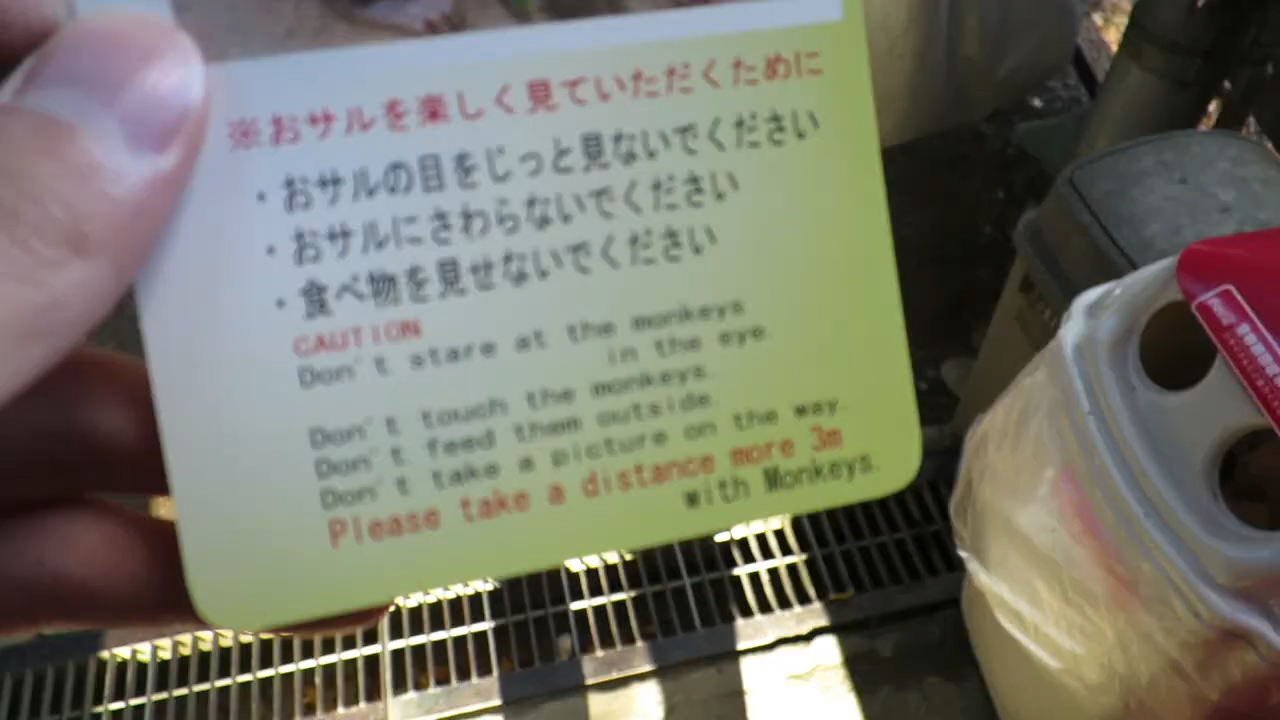 ※おサルを楽しく見ていただくために
・おサルの目をじっと見ないでください
・おサルにさわらないでください
・食べ物を見せないでください
CAUTION
Don't stare at the monkeys
in the eye.
Don't touch the monkeys.
Don't feed them outside.
Don't take a picture on the way.
Please take a distance more 3m
with Monkeys.